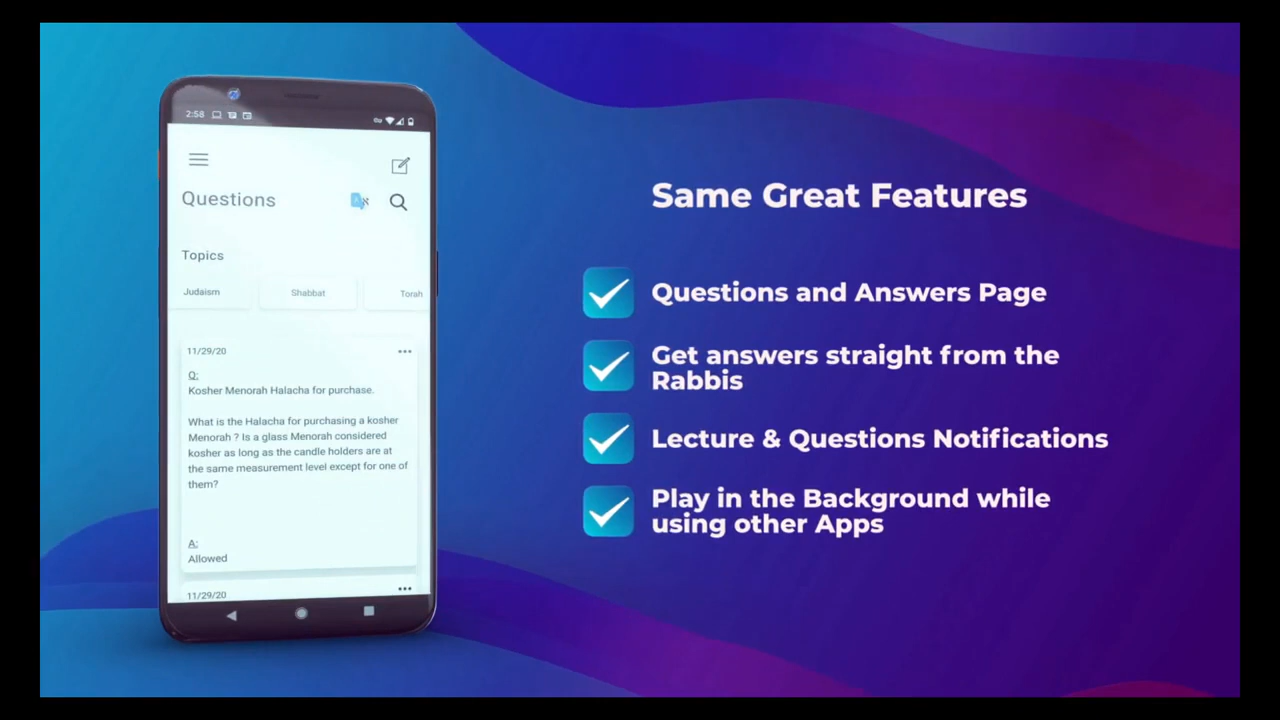 2:58
Questions
א
Topics
Judaism
Shabbat
Torah
11/29/20
Q:
Kosher Menorah Halacha for purchase.
What is the Halacha for purchasing a kosher
Menorah ? Is a glass Menorah considered
kosher as long as the candle holders are at
the same measurement level except for one of
them?
A:
Allowed
11/29/20
Same Great Features
Questions and Answers Page
Get answers straight from the
Rabbis
Lecture & Questions Notifications
Play in the Background while
using other Apps